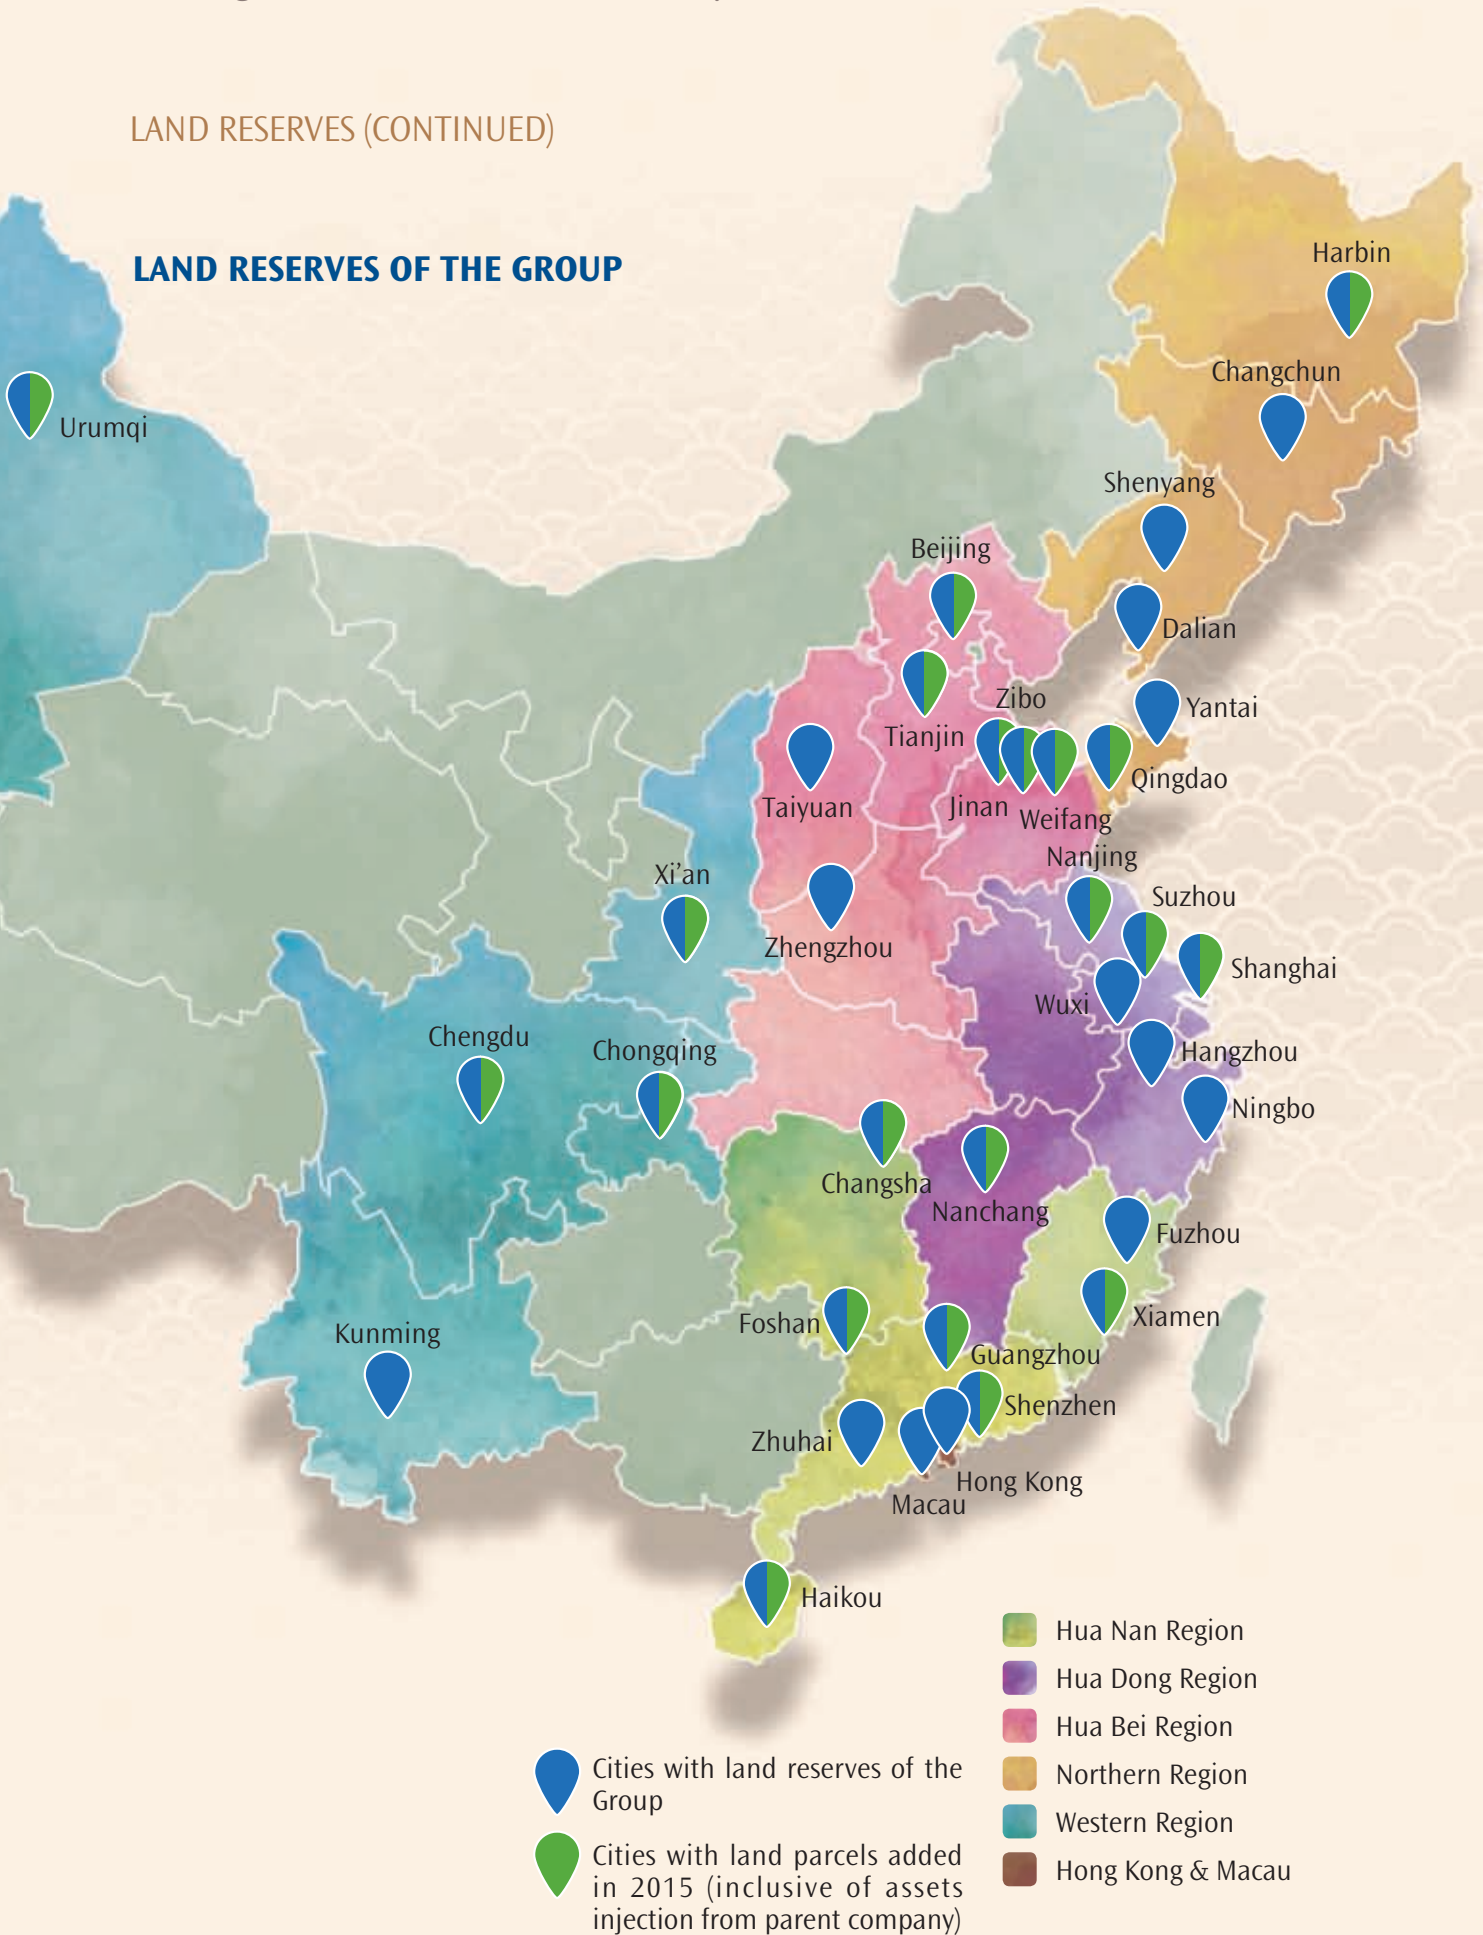 LAND RESERVES (CONTINUED)
LAND RESERVES OF THE GROUP
Harbin
Changchun
Urumqi
Shenyang
Beijing
Dalian
Zibo
Yantai
Tianjin
Qingdao
Taiyuan
Jinan
Weifang
Nanjing
Xi'an
Suzhou
Zhengzhou
Shanghai
Wuxi
Chengdu
Chongqing
Hangzhou
Ningbo
Changsha
Nanchang
Fuzhou
Xiamen
Foshan
Kunming
Guangzhou
Shenzhen
Zhuhai
Hong Kong
Macau
Haikou
Hua Nan Region
Hua Dong Region
Hua Bei Region
Northern Region
Western Region
Hong Kong & Macau
Cities with land reserves of the
Group
Cities with land parcels added
in 2015 (inclusive of assets
injection from parent company)